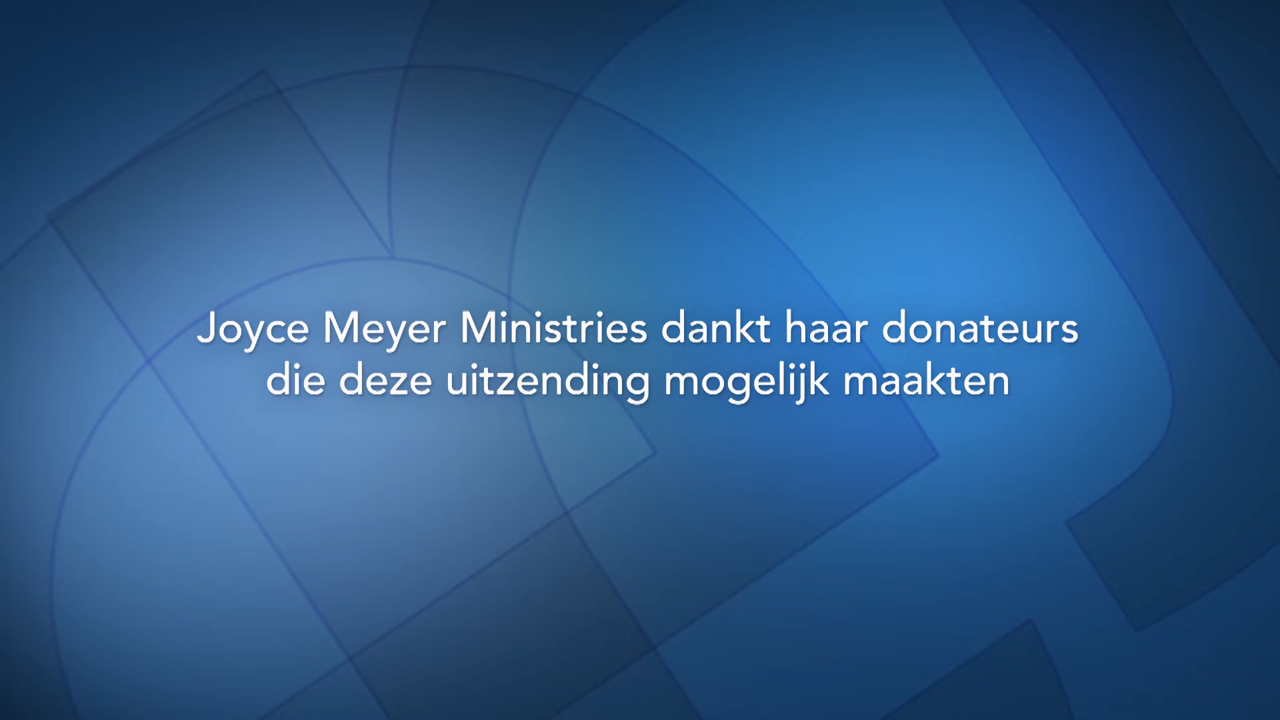 Joyce Meyer Ministries dankt haar donateurs
die deze uitzending mogelijk maakten